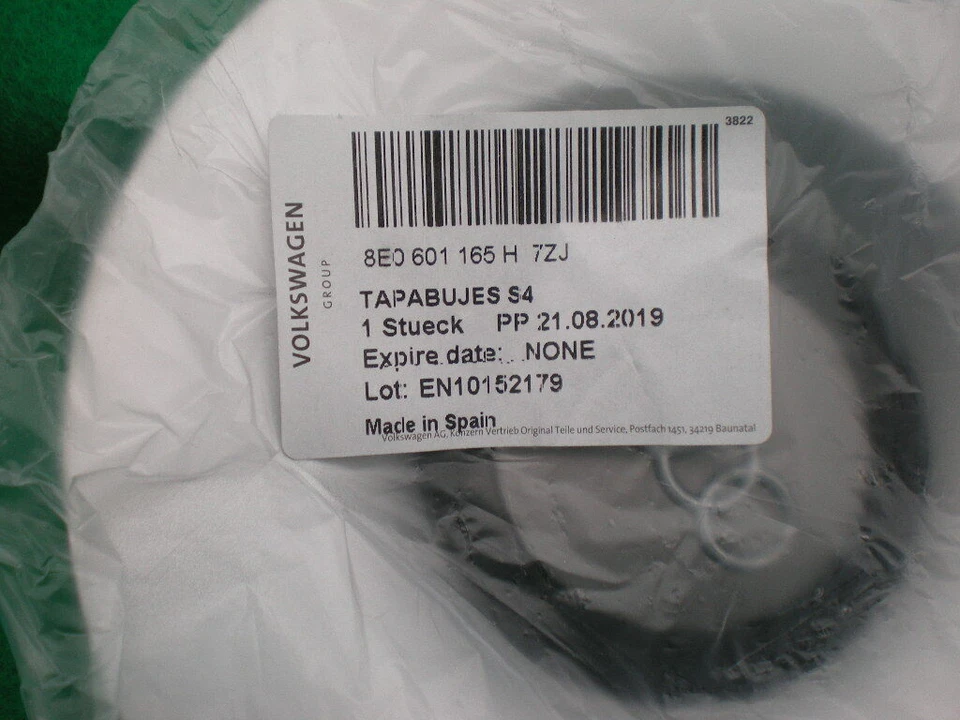 3822
VOLKSWAGEN
GROUP
8E0 601 165 H 7ZJ
TAPABUJES S4
1 Stueck PP 21.08.2019
Expire date: NONE
Lot: EN10152179
Made in Spain
Volkswagen AG, Konzern Vertrieb Original Teile und Service, Postfach 1451, 34219 Baunatal